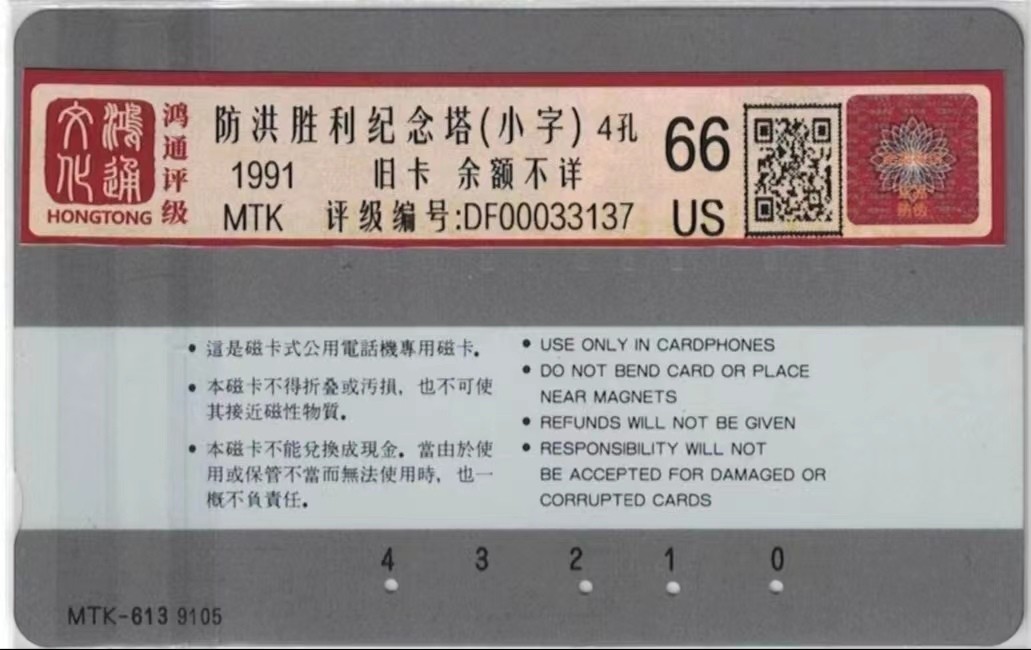 鸿通
文化
HONGTONG
鸿通评级
防洪胜利纪念塔(小字) 4孔
1991 旧卡 余额不详
MTK 评级编号:DF00033137
66
US
• 這是磁卡式公用電話機專用磁卡。
• 本磁卡不得折叠或汚損，也不可使
其接近磁性物質。
• 本磁卡不能兌換成現金。當由於使
用或保管不當而無法使用時，也一
概不負責任。
• USE ONLY IN CARDPHONES
• DO NOT BEND CARD OR PLACE
NEAR MAGNETS
• REFUNDS WILL NOT BE GIVEN
• RESPONSIBILITY WILL NOT
BE ACCEPTED FOR DAMAGED OR
CORRUPTED CARDS
4 3 2 1 0
MTK-613 9105